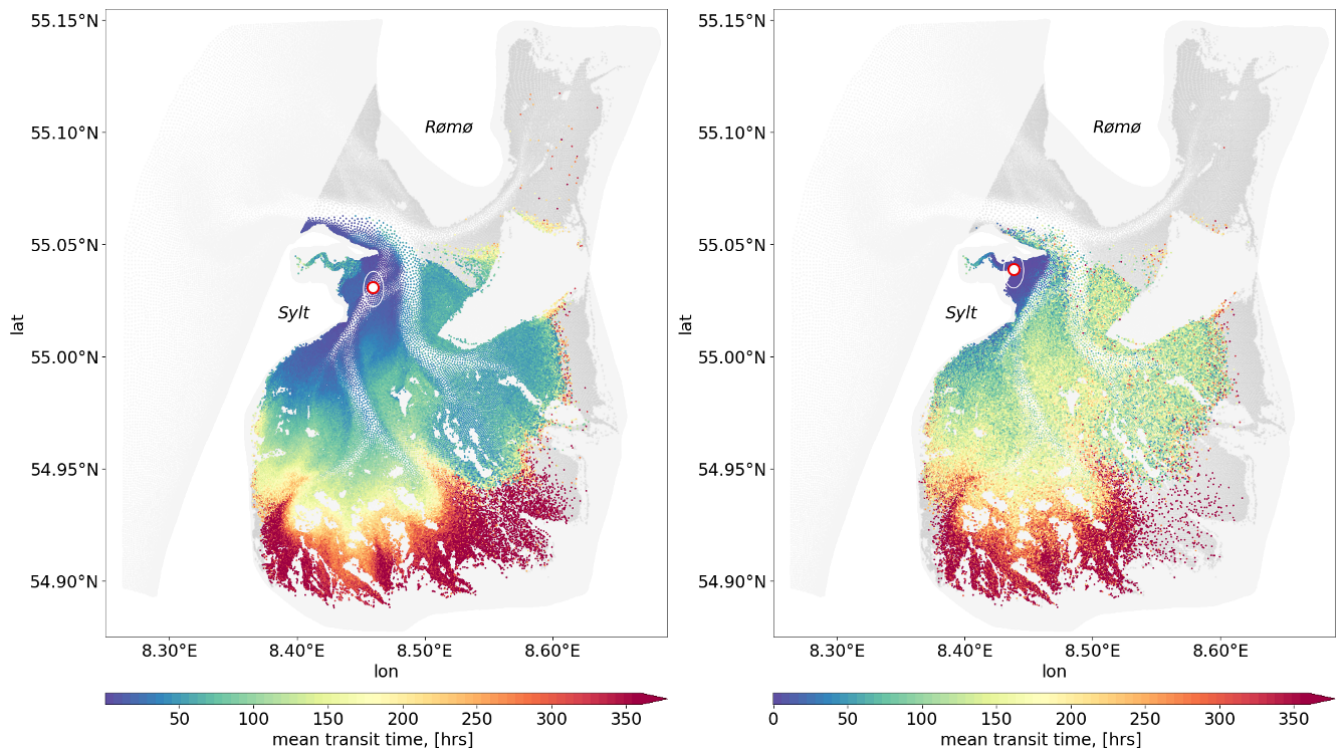 55.15°N
55.10°N
55.05°N
55.00°N
54.95°N
54.90°N
lat
Rømø
Sylt
8.30°E 8.40°E 8.50°E 8.60°E
lon
50 100 150 200 250 300 350
mean transit time, [hrs]
55.15°N
55.10°N
55.05°N
55.00°N
54.95°N
54.90°N
lat
Rømø
Sylt
8.30°E 8.40°E 8.50°E 8.60°E
lon
0 50 100 150 200 250 300 350
mean transit time, [hrs]